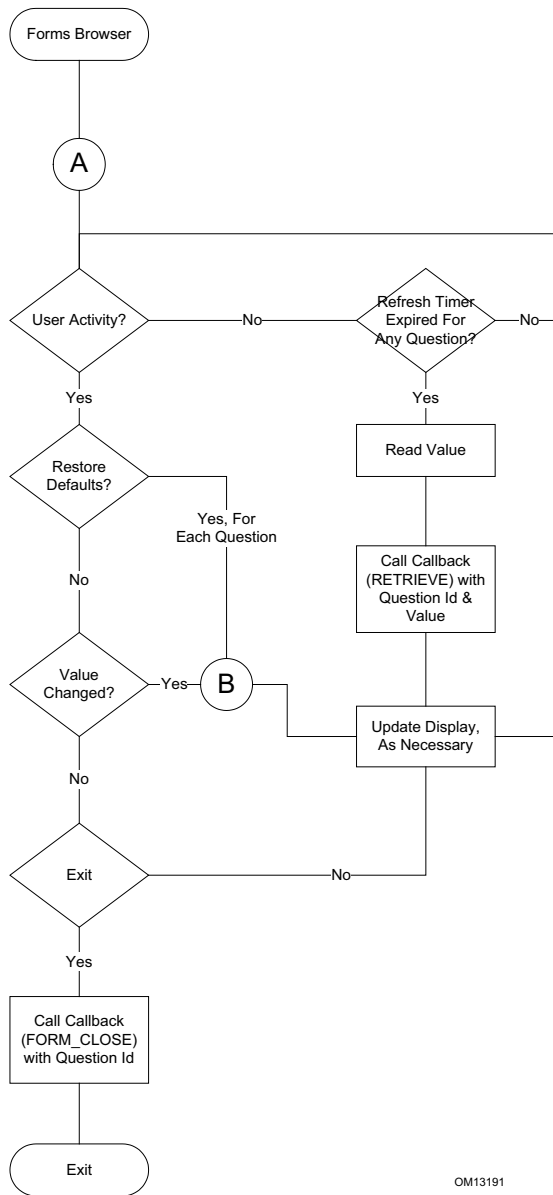 Forms Browser
A
User Activity?
No
Refresh Timer
Expired For
Any Question?
No
Yes
Yes
Read Value
Restore
Defaults?
Yes, For
Each Question
Call Callback
(RETRIEVE) with
Question Id &
Value
No
Value
Changed?
Yes
B
Update Display,
As Necessary
No
Exit
No
Yes
Call Callback
(FORM_CLOSE)
with Question Id
Exit
OM13191